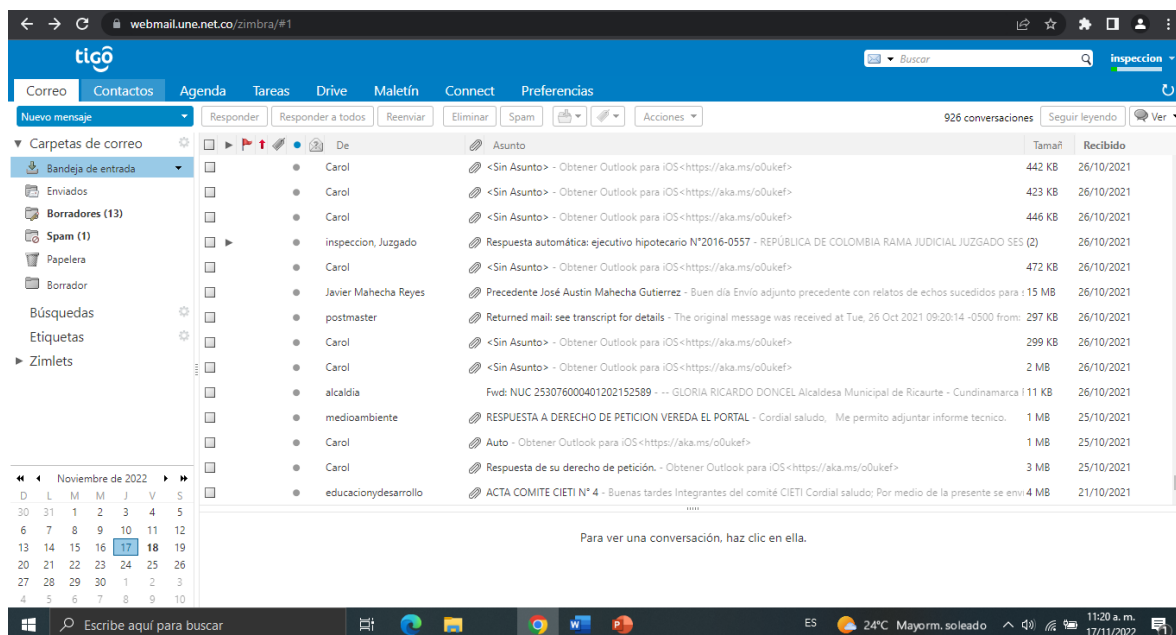 webmail.une.net.co/zimbra/#1
tigô
Buscar
inspeccion
Correo Contactos Agenda Tareas Drive Maletín Connect Preferencias
Nuevo mensaje Responder Responder a todos Reenviar Eliminar Spam Acciones 926 conversaciones Seguir leyendo Ver
Carpetas de correo
Bandeja de entrada
Enviados
Borradores (13)
Spam (1)
Papelera
Borrador
Búsquedas
Etiquetas
Zimlets
De Asunto Tamañ Recibido
Carol <Sin Asunto> - Obtener Outlook para iOS<https://aka.ms/o0ukef> 442 KB 26/10/2021
Carol <Sin Asunto> - Obtener Outlook para iOS<https://aka.ms/o0ukef> 423 KB 26/10/2021
Carol <Sin Asunto> - Obtener Outlook para iOS<https://aka.ms/o0ukef> 446 KB 26/10/2021
inspeccion, Juzgado Respuesta automática: ejecutivo hipotecario N°2016-0557 - REPÚBLICA DE COLOMBIA RAMA JUDICIAL JUZGADO SES (2) 26/10/2021
Carol <Sin Asunto> - Obtener Outlook para iOS<https://aka.ms/o0ukef> 472 KB 26/10/2021
Javier Mahecha Reyes Precedente José Austin Mahecha Gutierrez - Buen día Envío adjunto precedente con relatos de echos sucedidos para 15 MB 26/10/2021
postmaster Returned mail: see transcript for details - The original message was received at Tue, 26 Oct 2021 09:20:14 -0500 from: 297 KB 26/10/2021
Carol <Sin Asunto> - Obtener Outlook para iOS<https://aka.ms/o0ukef> 299 KB 26/10/2021
Carol <Sin Asunto> - Obtener Outlook para iOS<https://aka.ms/o0ukef> 2 MB 26/10/2021
alcaldia Fwd: NUC 253076000401202152589 - -- GLORIA RICARDO DONCEL Alcaldesa Municipal de Ricaurte - Cundinamarca 11 KB 26/10/2021
medioambiente RESPUESTA A DERECHO DE PETICION VEREDA EL PORTAL - Cordial saludo, Me permito adjuntar informe tecnico. 1 MB 25/10/2021
Carol Auto - Obtener Outlook para iOS<https://aka.ms/o0ukef> 1 MB 25/10/2021
Carol Respuesta de su derecho de petición. - Obtener Outlook para iOS<https://aka.ms/o0ukef> 3 MB 25/10/2021
educacionydesarrollo ACTA COMITE CIETI N° 4 - Buenas tardes Integrantes del comité CIETI Cordial saludo; Por medio de la presente se envi 4 MB 21/10/2021
Para ver una conversación, haz clic en ella.
Noviembre de 2022
D L M M J V S
30 31 1 2 3 4 5
6 7 8 9 10 11 12
13 14 15 16 17 18 19
20 21 22 23 24 25 26
27 28 29 30 1 2 3
4 5 6 7 8 9 10
Escribe aquí para buscar
ES 24°C Mayorm. soleado
11:20 a. m.
17/11/2022